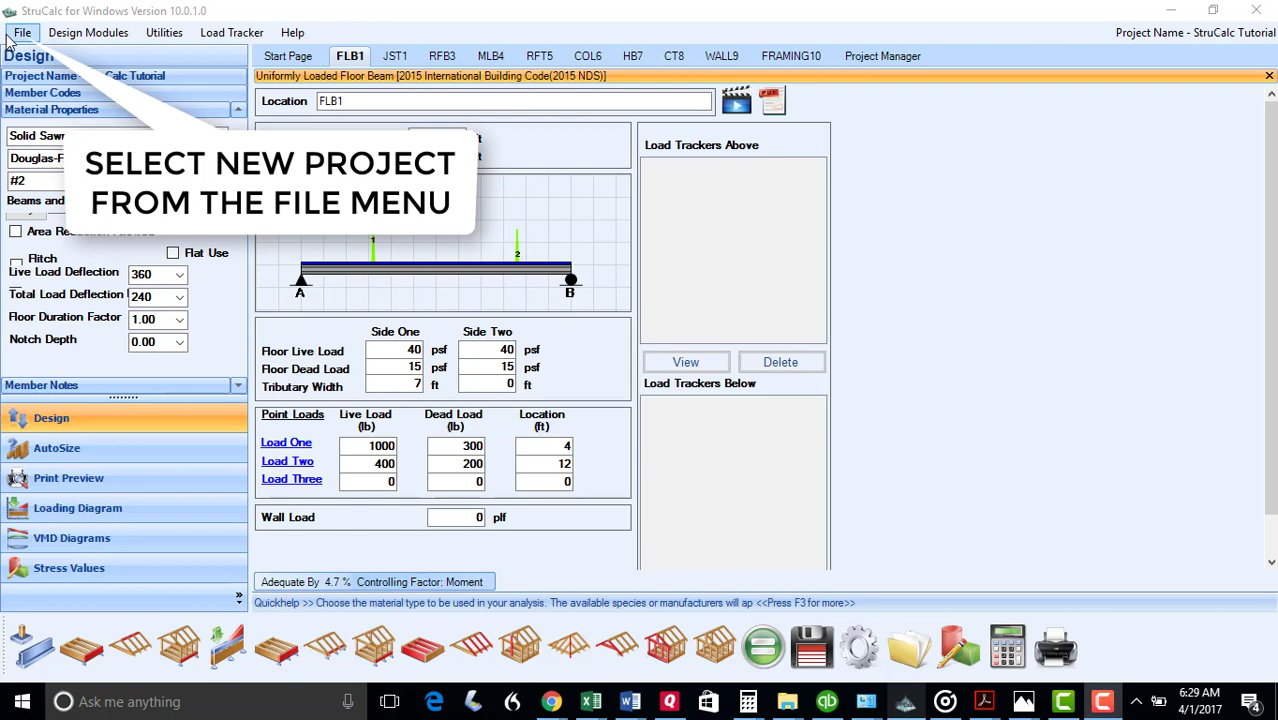 StruCalc for Windows Version 10.0.1.0
File Design Modules Utilities Load Tracker Help
Project Name - StruCalc Tutorial
Start Page FLB1 JST1 RFB3 MLB4 RFT5 COL6 HB7 CT8 WALL9 FRAMING10 Project Manager
Uniformly Loaded Floor Beam [2015 International Building Code(2015 NDS)]
Location FLB1
Project Name Tutorial
Member Codes
Material Properties
SELECT NEW PROJECT
FROM THE FILE MENU
#2
Beams and
Flitch Flat Use
Live Load Deflection 360
Total Load Deflection 240
Floor Duration Factor 1.00
Notch Depth 0.00
Member Notes
Design
AutoSize
Print Preview
Loading Diagram
VMD Diagrams
Stress Values
1 2
A B
Side One Side Two
Floor Live Load 40 psf 40 psf
Floor Dead Load 15 psf 15 psf
Tributary Width 7 ft 0 ft
Point Loads Live Load (lb) Dead Load (lb) Location (ft)
Load One 1000 300 4
Load Two 400 200 12
Load Three 0 0 0
Wall Load 0 plf
Load Trackers Above
View Delete
Load Trackers Below
Adequate By 4.7 % Controlling Factor: Moment
Quickhelp >> Choose the material type to be used in your analysis. The available species or manufacturers will ap <<Press F3 for more>>
Ask me anything
6:29 AM
4/1/2017
4